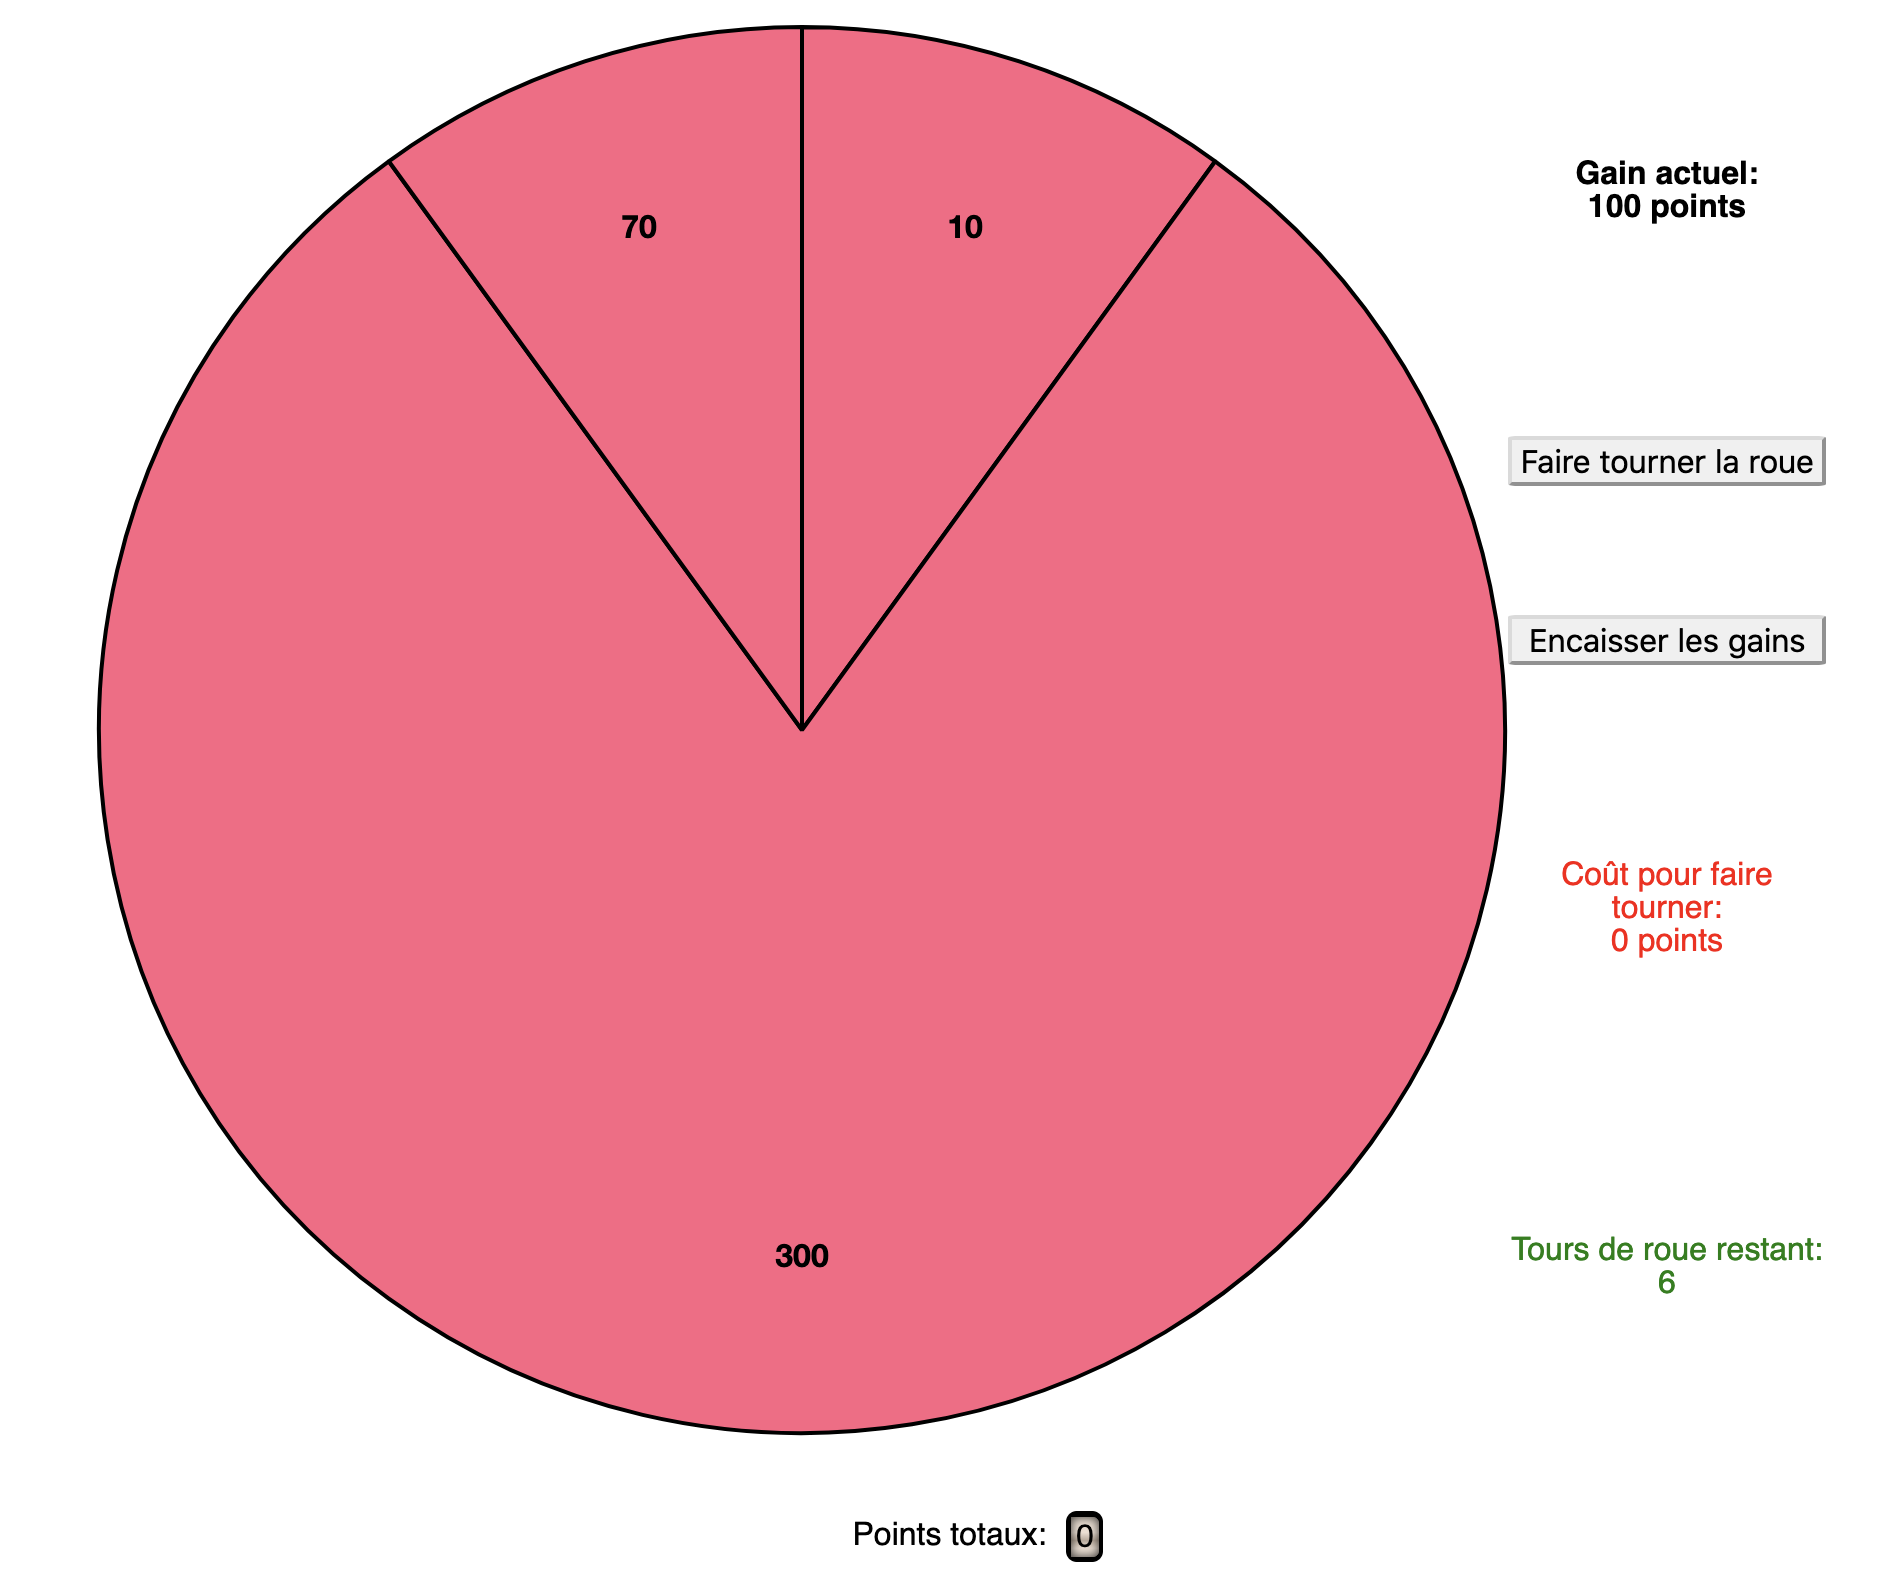 70
10
300
Gain actuel:
100 points
Faire tourner la roue
Encaisser les gains
Coût pour faire
tourner:
0 points
Tours de roue restant:
6
Points totaux: 0